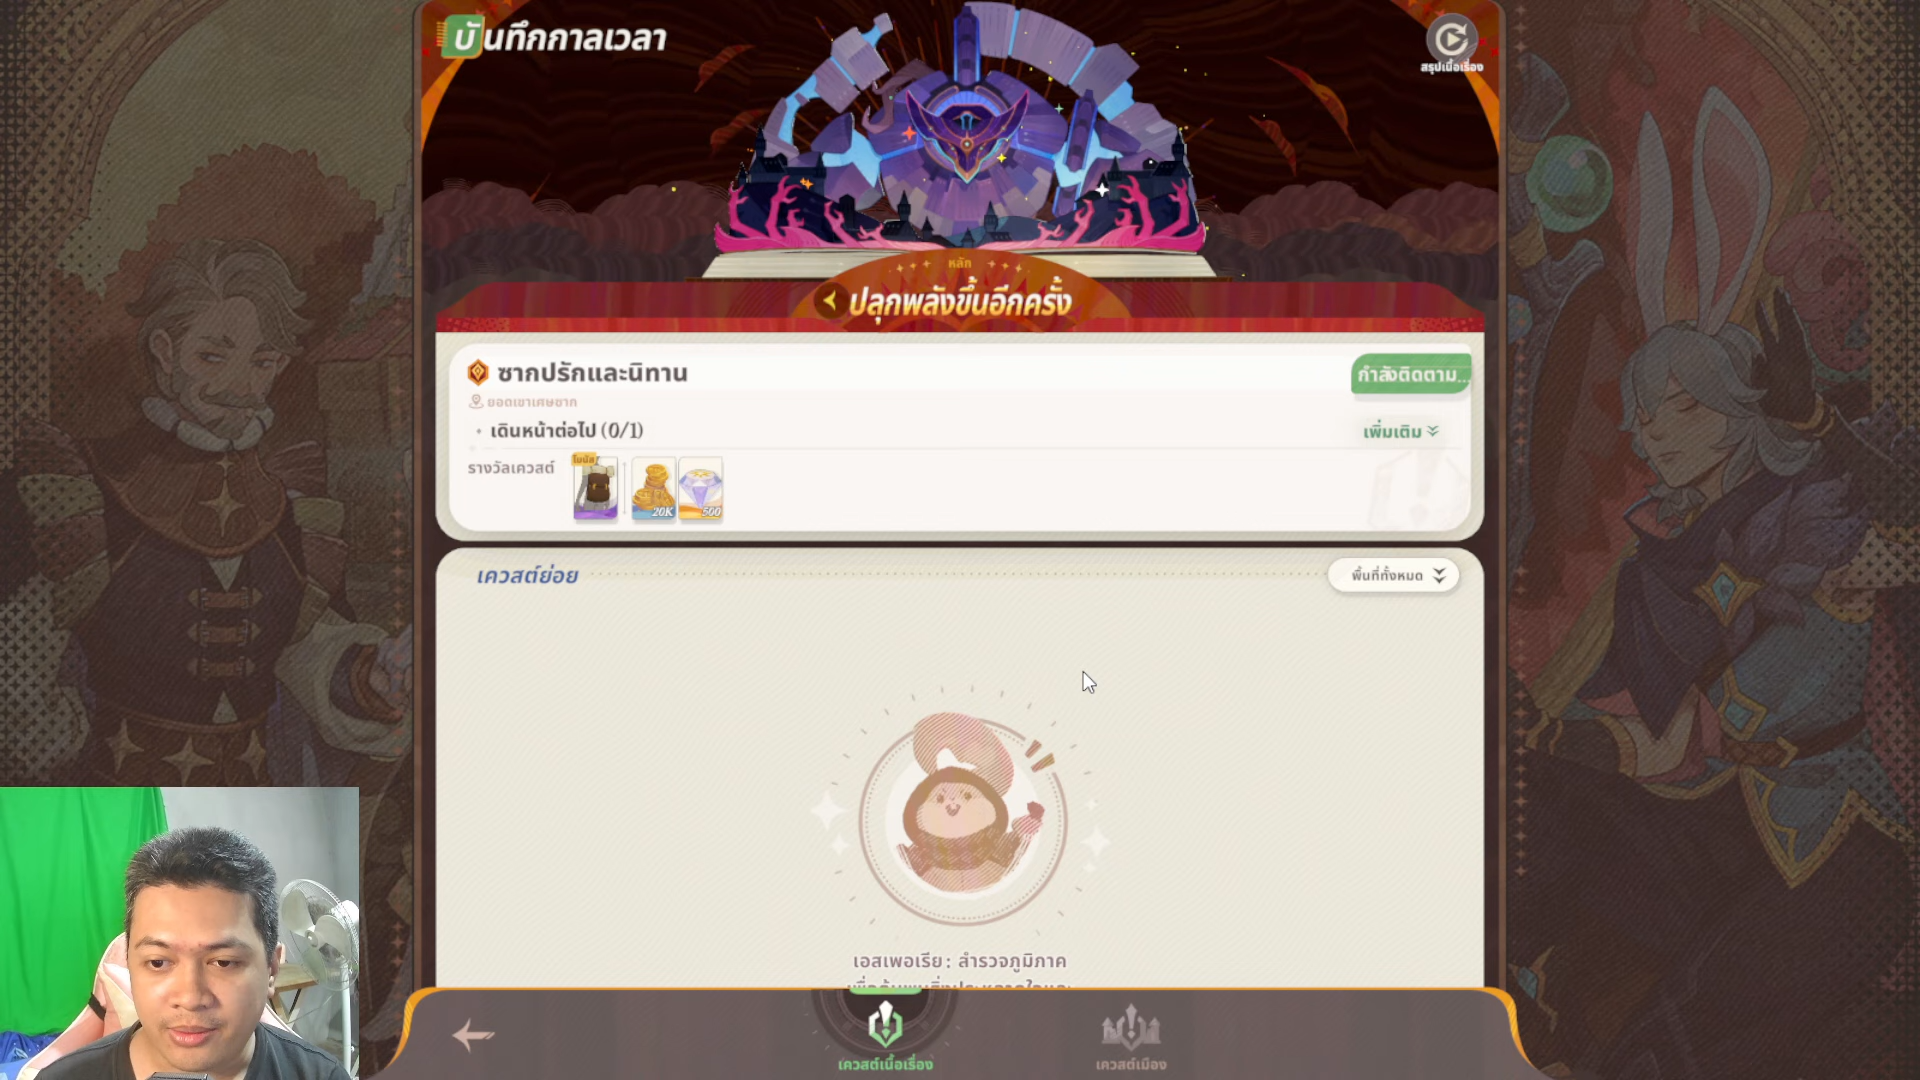 บันทึกกาลเวลา
สรุปเนื้อเรื่อง
หลัก
ปลุกพลังขึ้นอีกครั้ง
ซากปรักและนิทาน
กำลังติดตาม...
ยอดเขาเศษซาก
เดินหน้าต่อไป (0/1)
เพิ่มเติม
รางวัลเควสต์
โบนัส
20K
500
เควสต์ย่อย
พื้นที่ทั้งหมด
เอสเพอเรีย: สำรวจภูมิภาค
เควสต์เนื้อเรื่อง
เควสต์เมือง